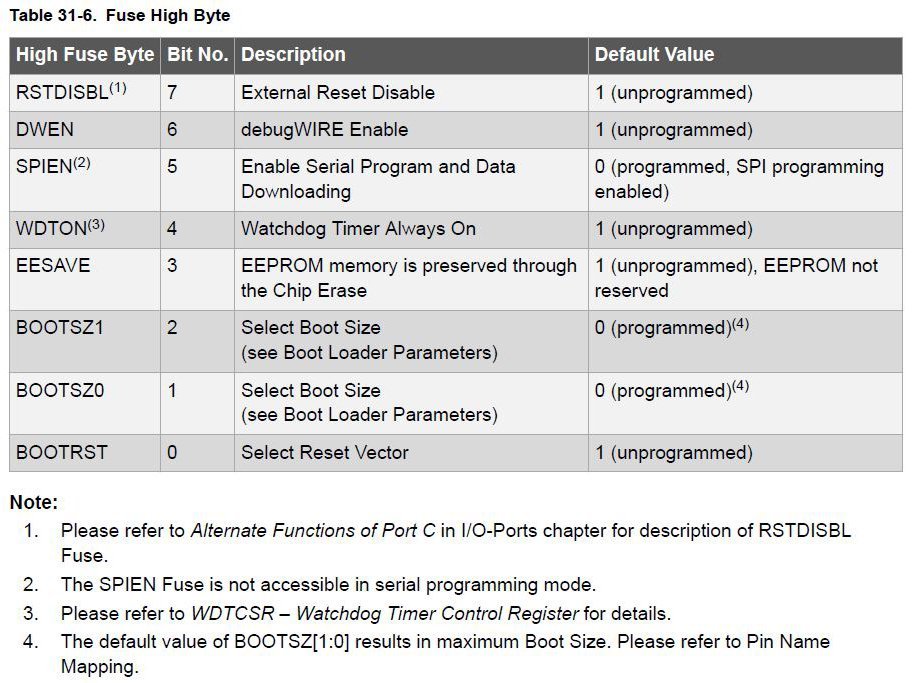 Table 31-6. Fuse High Byte
High Fuse Byte Bit No. Description Default Value
RSTDISBL(1) 7 External Reset Disable 1 (unprogrammed)
DWEN 6 debugWIRE Enable 1 (unprogrammed)
SPIEN(2) 5 Enable Serial Program and Data 0 (programmed, SPI programming
Downloading enabled)
WDTON(3) 4 Watchdog Timer Always On 1 (unprogrammed)
EESAVE 3 EEPROM memory is preserved through 1 (unprogrammed), EEPROM not
the Chip Erase reserved
BOOTSZ1 2 Select Boot Size 0 (programmed)(4)
(see Boot Loader Parameters)
BOOTSZ0 1 Select Boot Size 0 (programmed)(4)
(see Boot Loader Parameters)
BOOTRST 0 Select Reset Vector 1 (unprogrammed)
Note:
1. Please refer to Alternate Functions of Port C in I/O-Ports chapter for description of RSTDISBL
Fuse.
2. The SPIEN Fuse is not accessible in serial programming mode.
3. Please refer to WDTCSR – Watchdog Timer Control Register for details.
4. The default value of BOOTSZ[1:0] results in maximum Boot Size. Please refer to Pin Name
Mapping.